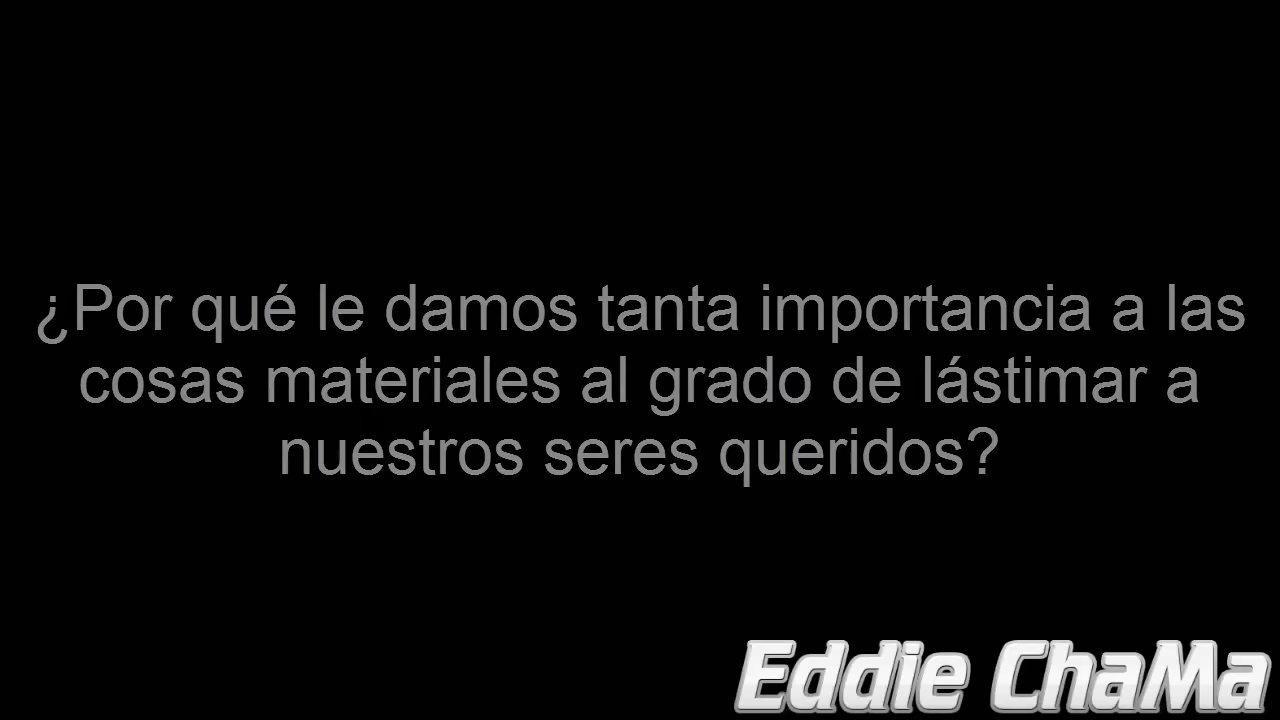 ¿Por qué le damos tanta importancia a las
cosas materiales al grado de lástimar a
nuestros seres queridos?
Eddie ChaMa